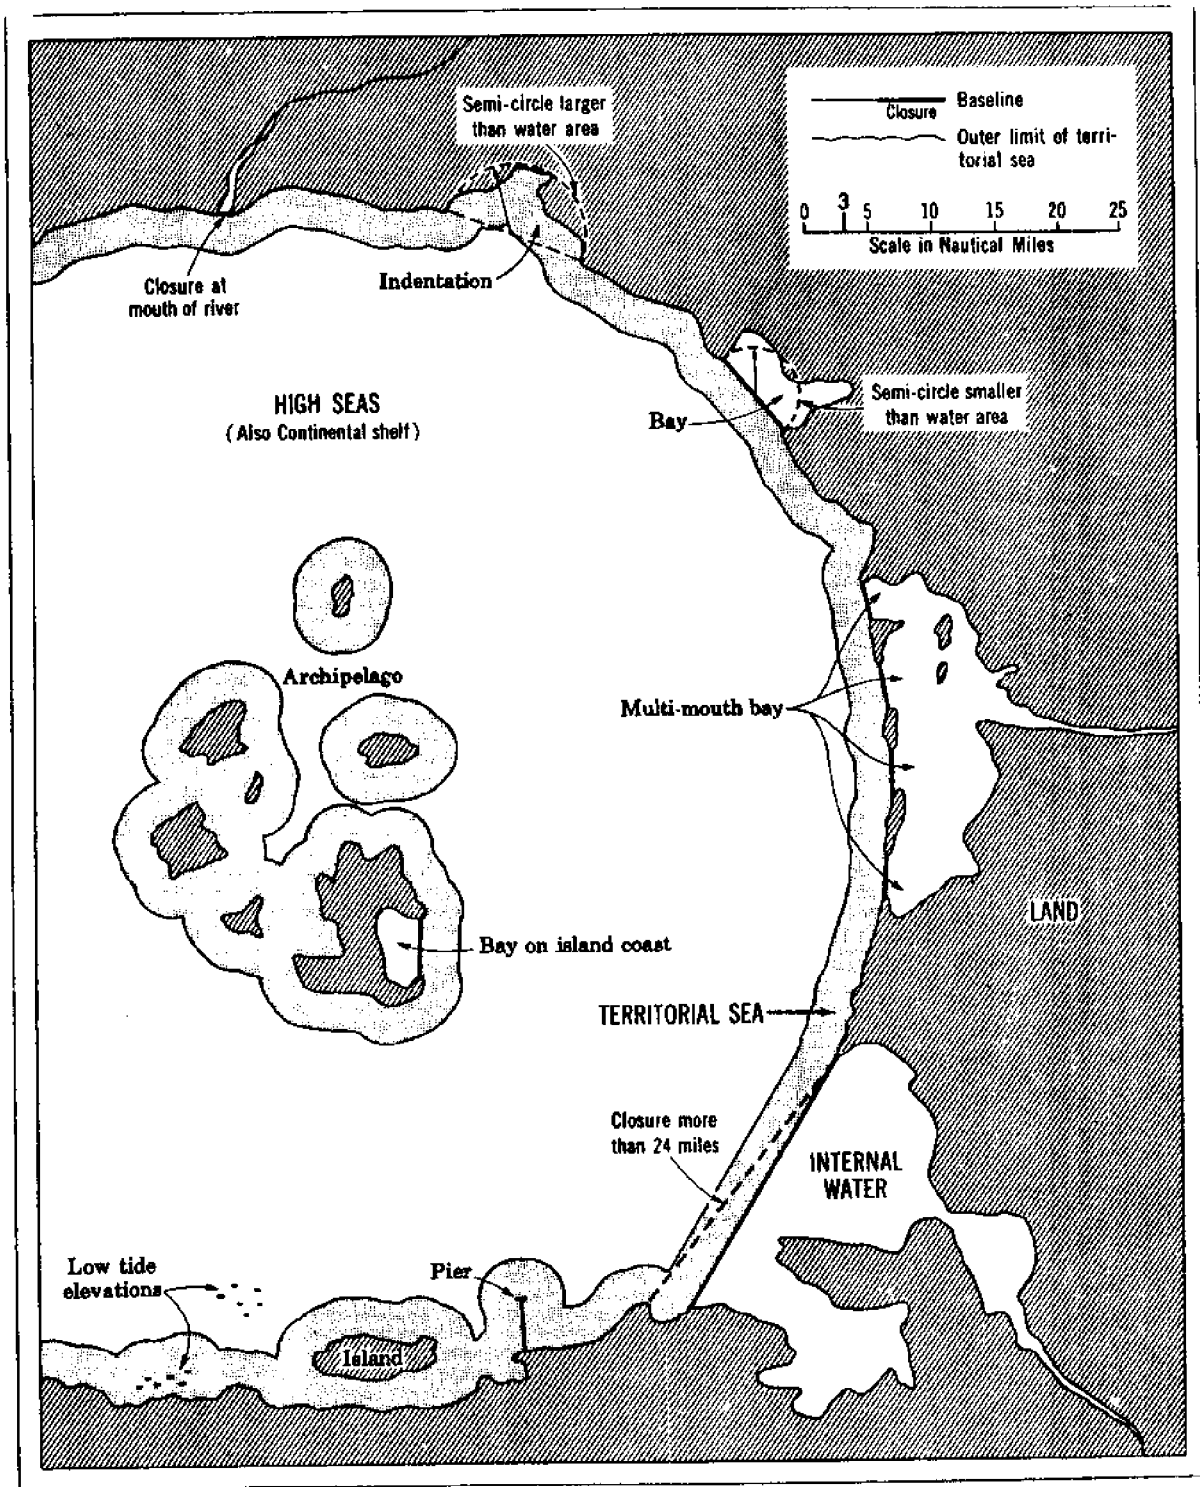 Semi-circle larger
than water area
Closure
Baseline
Outer limit of terri-
torial sea
0 3 5 10 15 20 25
Scale in Nautical Miles
Closure at
mouth of river
Indentation
HIGH SEAS
(Also Continental shelf)
Bay
Semi-circle smaller
than water area
Archipelago
Multi-mouth bay
LAND
Bay on island coast
TERRITORIAL SEA
Closure more
than 24 miles
INTERNAL
WATER
Low tide
elevations
Pier
Island